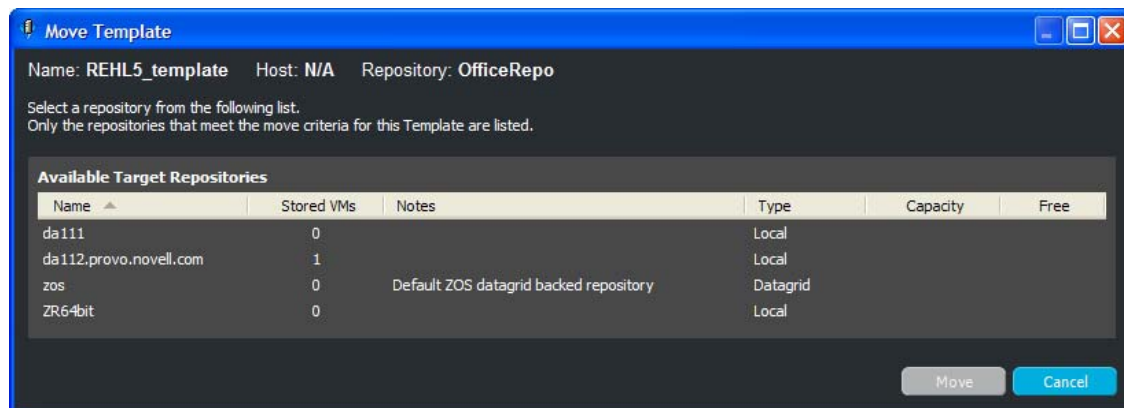 Move Template
Name: REHL5_template Host: N/A Repository: OfficeRepo
Select a repository from the following list.
Only the repositories that meet the move criteria for this Template are listed.
Available Target Repositories
Name Stored VMs Notes Type Capacity Free
da111 0 Local
da112.provo.novell.com 1 Local
zos 0 Default ZOS datagrid backed repository Datagrid
ZR64bit 0 Local
Move Cancel